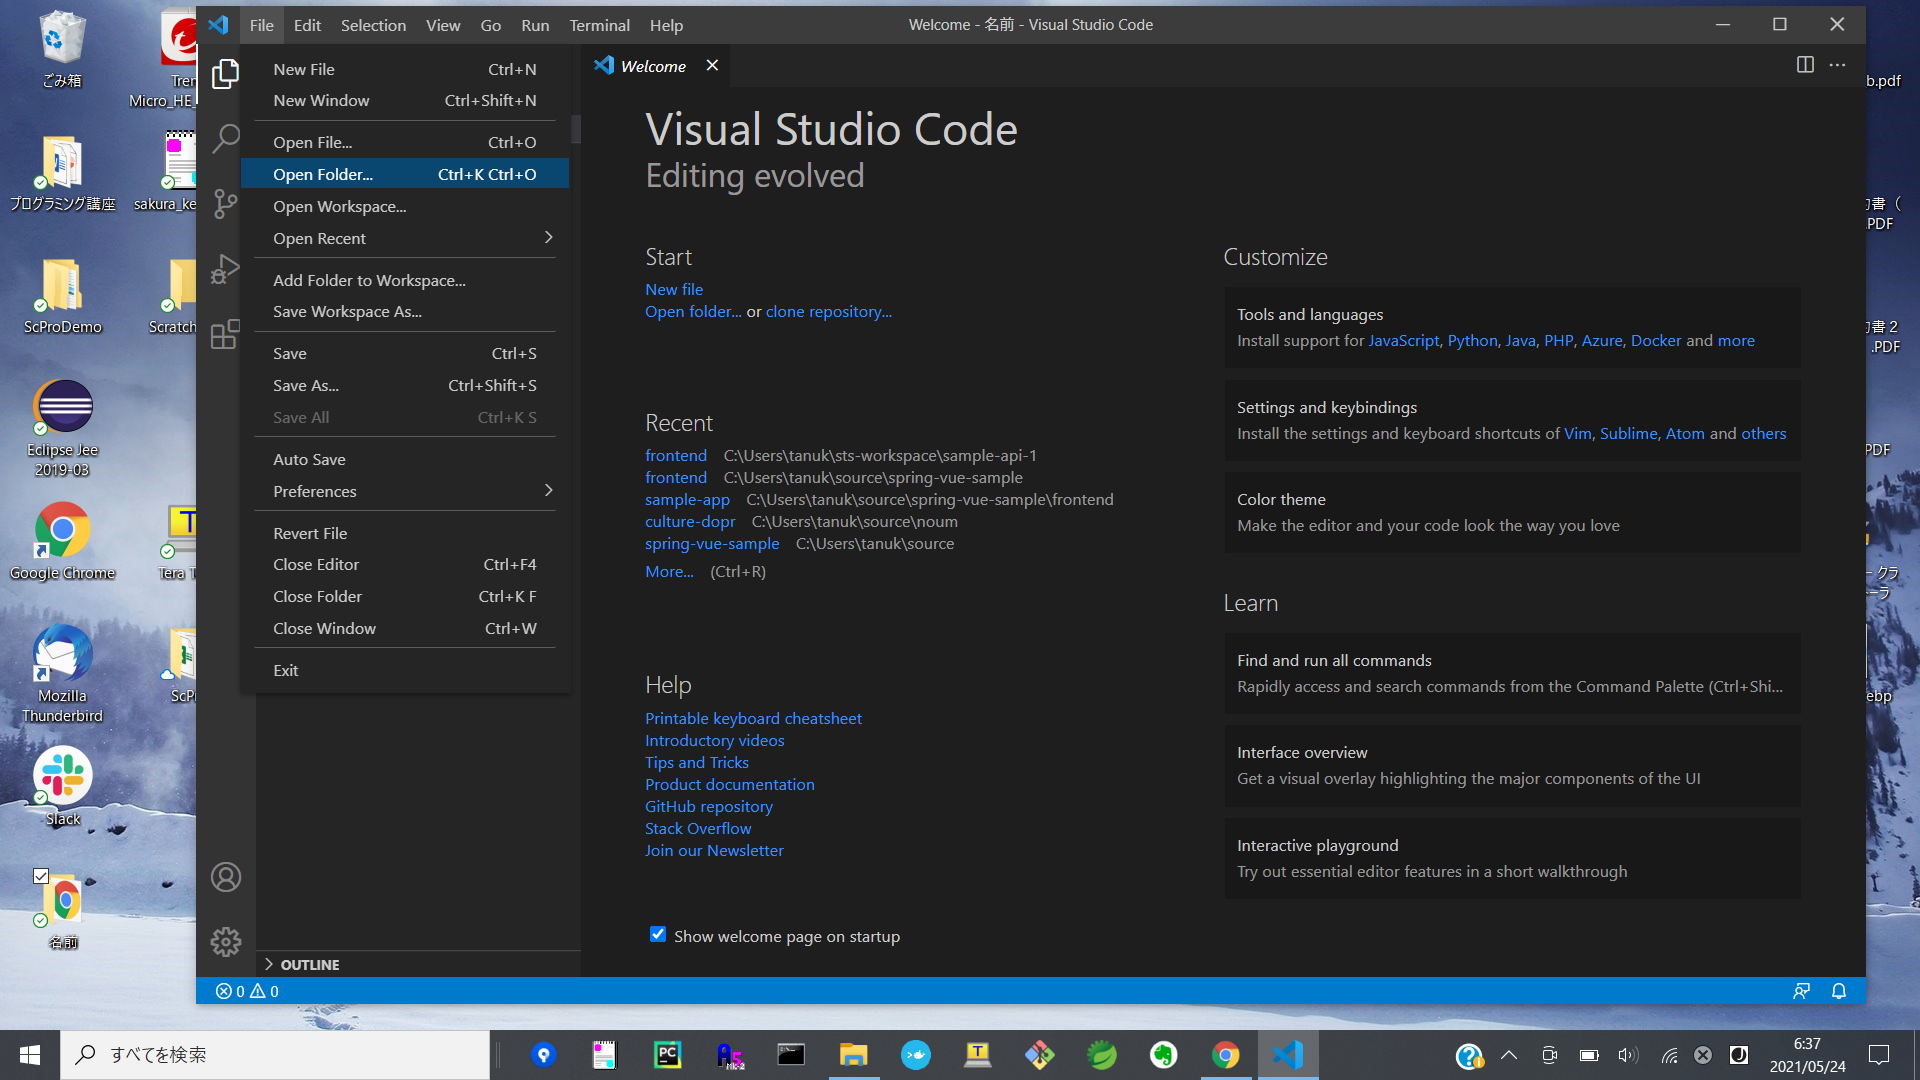 File Edit Selection View Go Run Terminal Help
Welcome - 名前 - Visual Studio Code
New File Ctrl+N
New Window Ctrl+Shift+N
Open File... Ctrl+O
Open Folder... Ctrl+K Ctrl+O
Open Workspace...
Open Recent
Add Folder to Workspace...
Save Workspace As...
Save Ctrl+S
Save As... Ctrl+Shift+S
Save All Ctrl+K S
Auto Save
Preferences
Revert File
Close Editor Ctrl+F4
Close Folder Ctrl+K F
Close Window Ctrl+W
Exit
OUTLINE
0 0
Welcome
Visual Studio Code
Editing evolved
Start
New file
Open folder... or clone repository...
Recent
frontend C:\Users\tanuk\sts-workspace\sample-api-1
frontend C:\Users\tanuk\source\spring-vue-sample
sample-app C:\Users\tanuk\source\spring-vue-sample\frontend
culture-dopr C:\Users\tanuk\source\noum
spring-vue-sample C:\Users\tanuk\source
More... (Ctrl+R)
Help
Printable keyboard cheatsheet
Introductory videos
Tips and Tricks
Product documentation
GitHub repository
Stack Overflow
Join our Newsletter
Show welcome page on startup
Customize
Tools and languages
Install support for JavaScript, Python, Java, PHP, Azure, Docker and more
Settings and keybindings
Install the settings and keyboard shortcuts of Vim, Sublime, Atom and others
Color theme
Make the editor and your code look the way you love
Learn
Find and run all commands
Rapidly access and search commands from the Command Palette (Ctrl+Shi...
Interface overview
Get a visual overlay highlighting the major components of the UI
Interactive playground
Try out essential editor features in a short walkthrough
ごみ箱
Tren
Micro_HE_
プログラミング講座
sakura_ke
ScProDemo
Scratch
Eclipse Jee
2019-03
Google Chrome
Tera T
Mozilla
Thunderbird
ScP
Slack
名前
b.pdf
書（
.PDF
書２
.PDF
PDF
ー クラ
ーラ
ebp
すべてを検索
6:37
2021/05/24